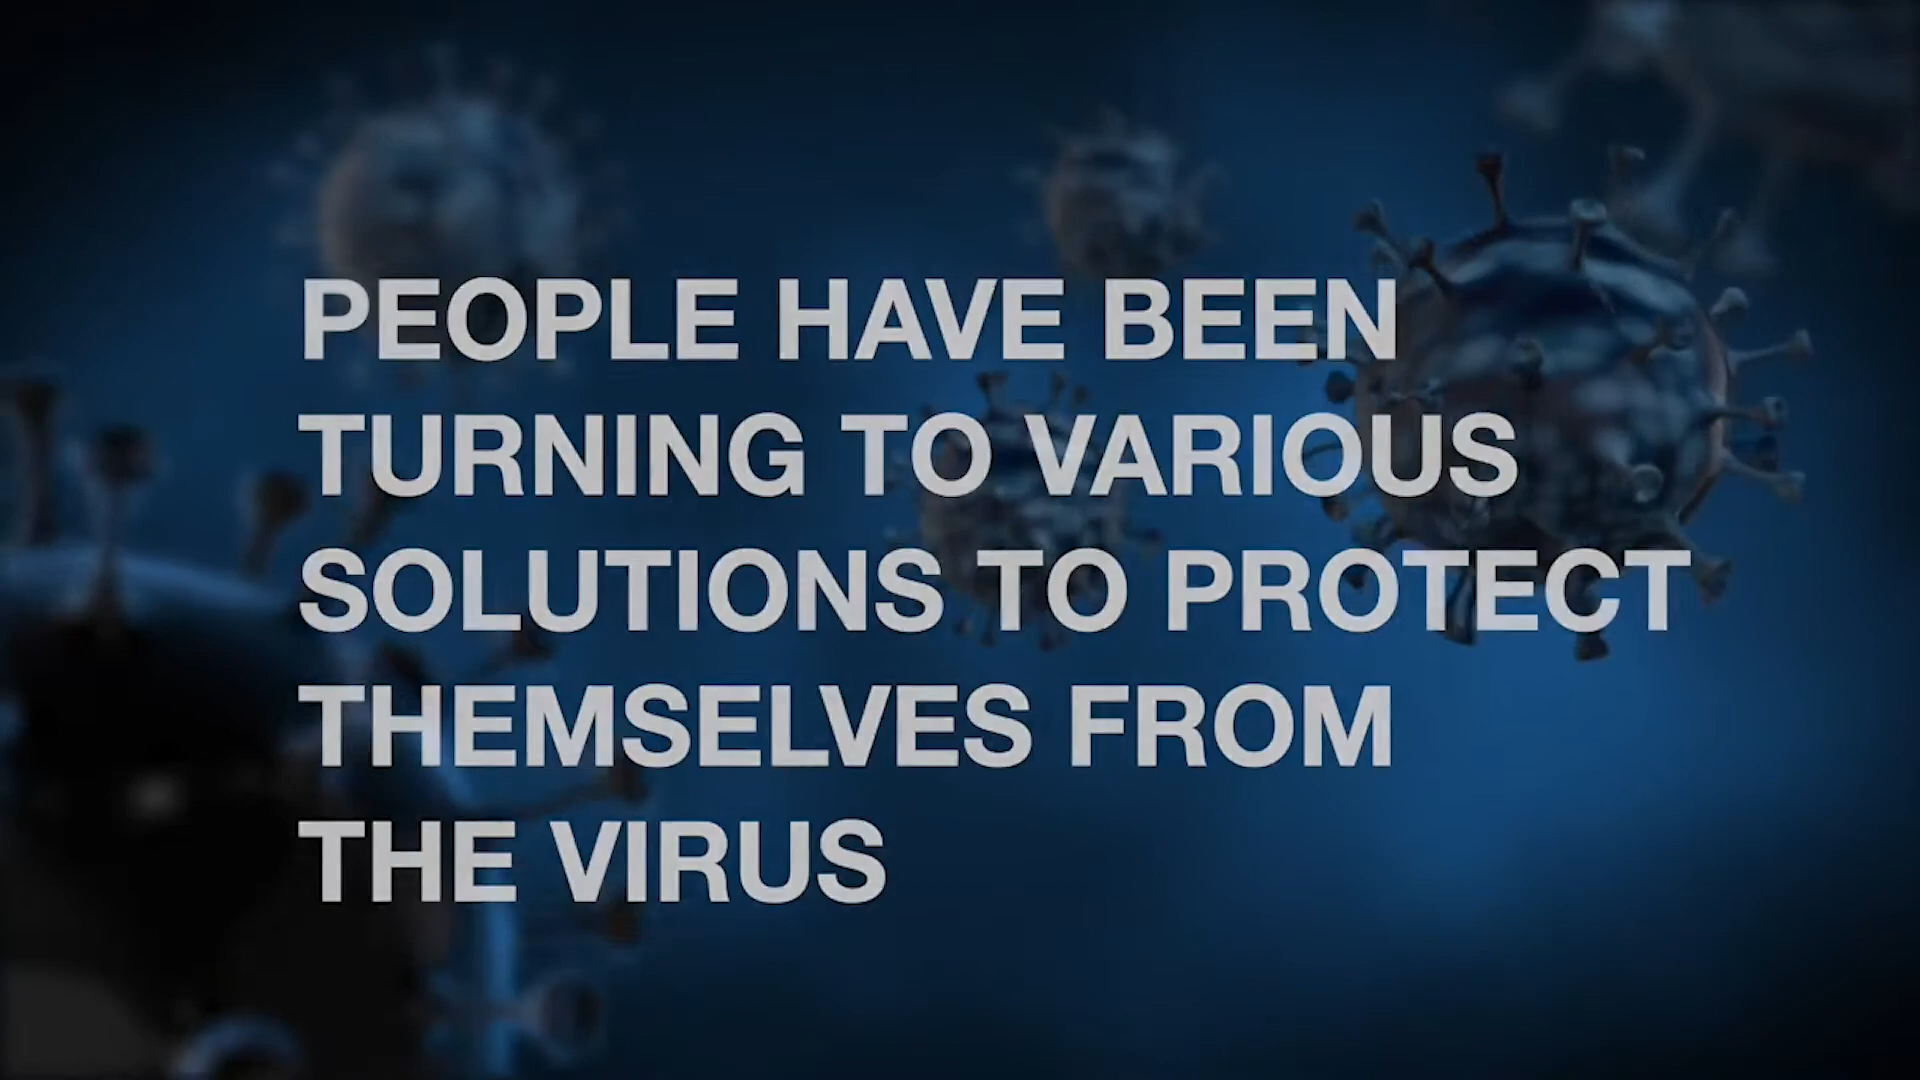 PEOPLE HAVE BEEN
TURNING TO VARIOUS
SOLUTIONS TO PROTECT
THEMSELVES FROM
THE VIRUS